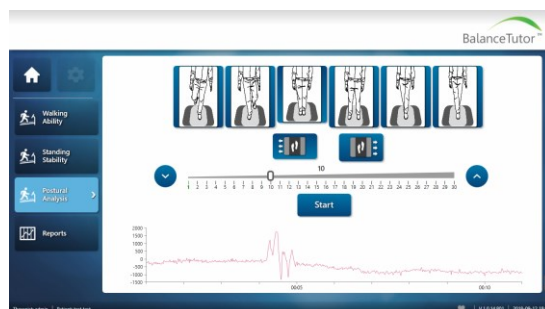 BalanceTutor™
Walking
Ability
Standing
Stability
Postural
Analysis
Reports
10
1 2 3 4 5 6 7 8 9 10 11 12 13 14 15 16 17 18 19 20 21 22 23 24 25 26 27 28 29 30
Start
2000
1500
1000
500
0
-500
-1000
-1500
00:05
00:10